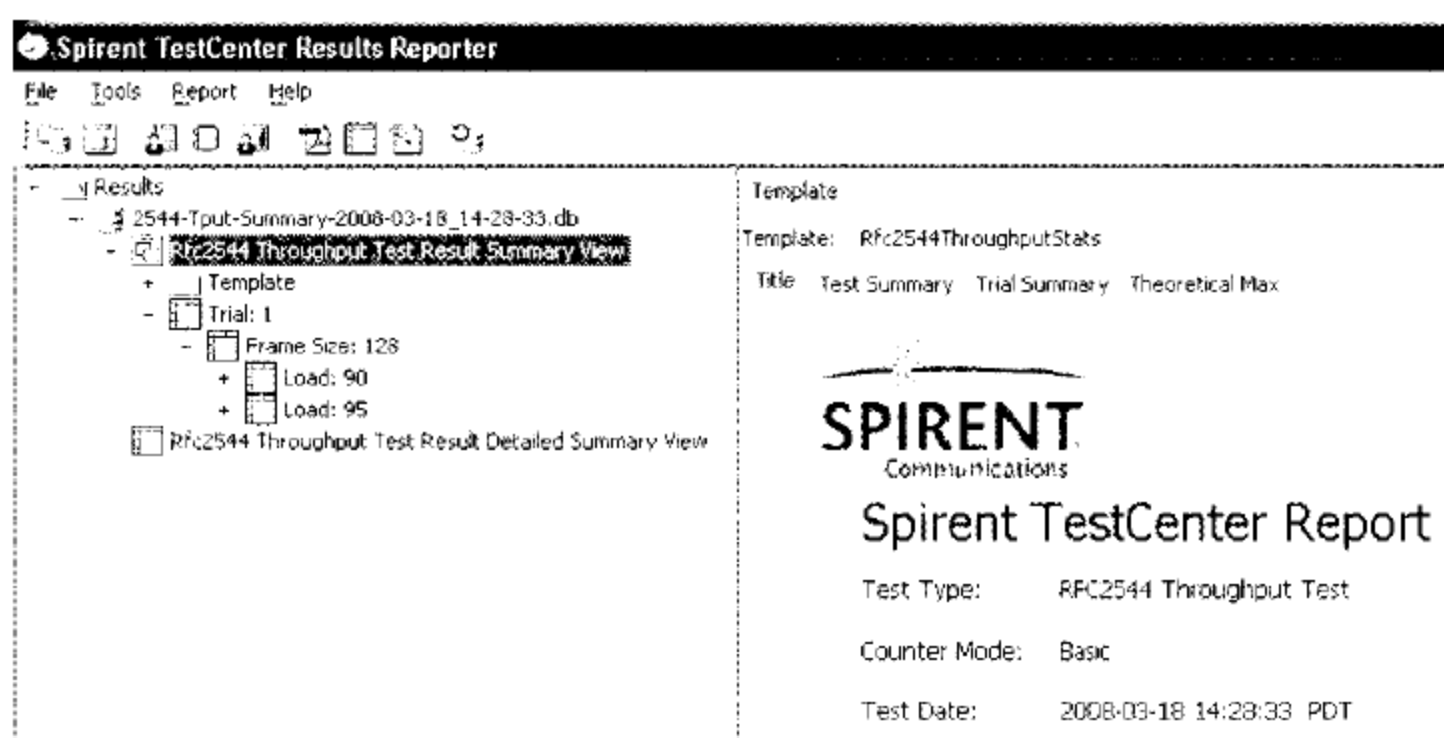 Spirent TestCenter Results Reporter
File Tools Report Help
Results
2544-Tput-Summary-2008-03-18_14-28-33.db
Rfc2544 Throughput Test Result Summary View
Template
Trial: 1
Frame Size: 128
Load: 90
Load: 95
Rfc2544 Throughput Test Result Detailed Summary View
Template
Template: Rfc2544ThroughputStats
Title Test Summary Trial Summary Theoretical Max
SPIRENT
Communications
Spirent TestCenter Report
Test Type: RFC2544 Throughput Test
Counter Mode: Basic
Test Date: 2008-03-18 14:28:33 PDT